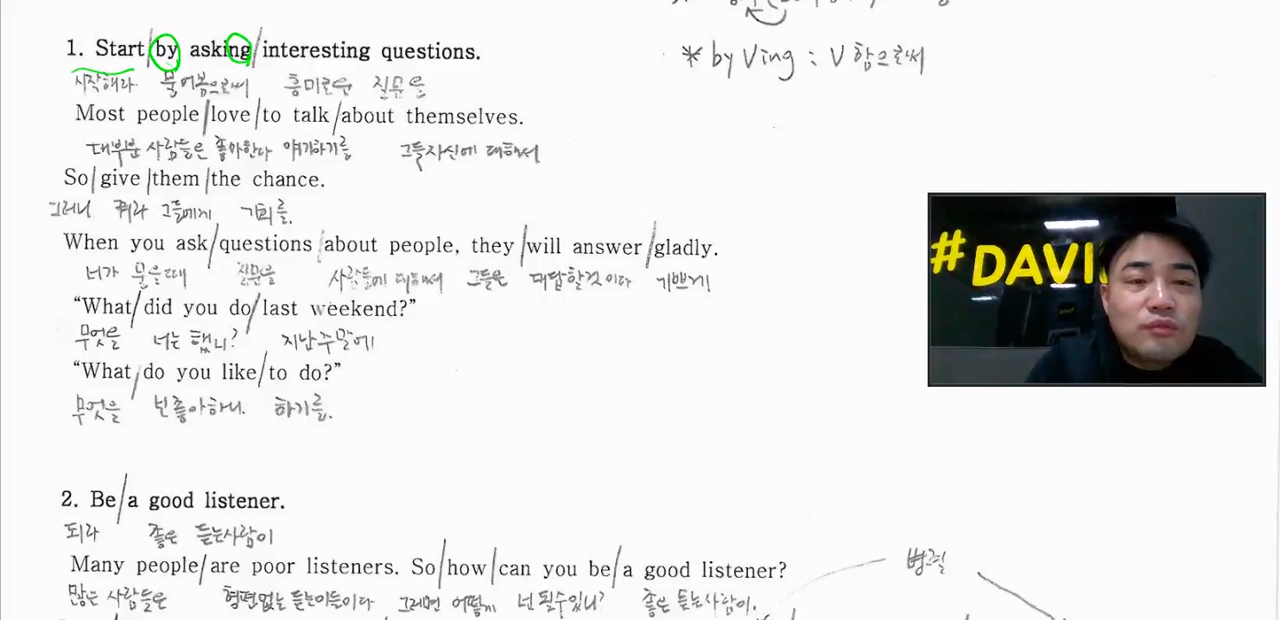 1. Start by asking interesting questions.
* by Ving : V 함으로써
시작해라 물어봄으로써 흥미로운 질문을
Most people love to talk about themselves.
대부분 사람들은 좋아한다 얘기하기를 그들자신에 대해서
So give them the chance.
그러니 줘라 그들에게 기회를.
When you ask questions about people, they will answer gladly.
너가 물을때 질문을 사람들에 대해서 그들은 대답할것이다 기쁘게
#DAVI
"What did you do last weekend?"
무엇을 너는 했니? 지난주말에
"What do you like to do?"
무엇을 넌좋아하니. 하기를.
2. Be a good listener.
되라 좋은 듣는사람이
Many people are poor listeners. So how can you be a good listener?
병렬
많은 사람들은 형편없는 듣는이들이다 그러면 어떻게 넌 될수있니? 좋은 듣는사람이.